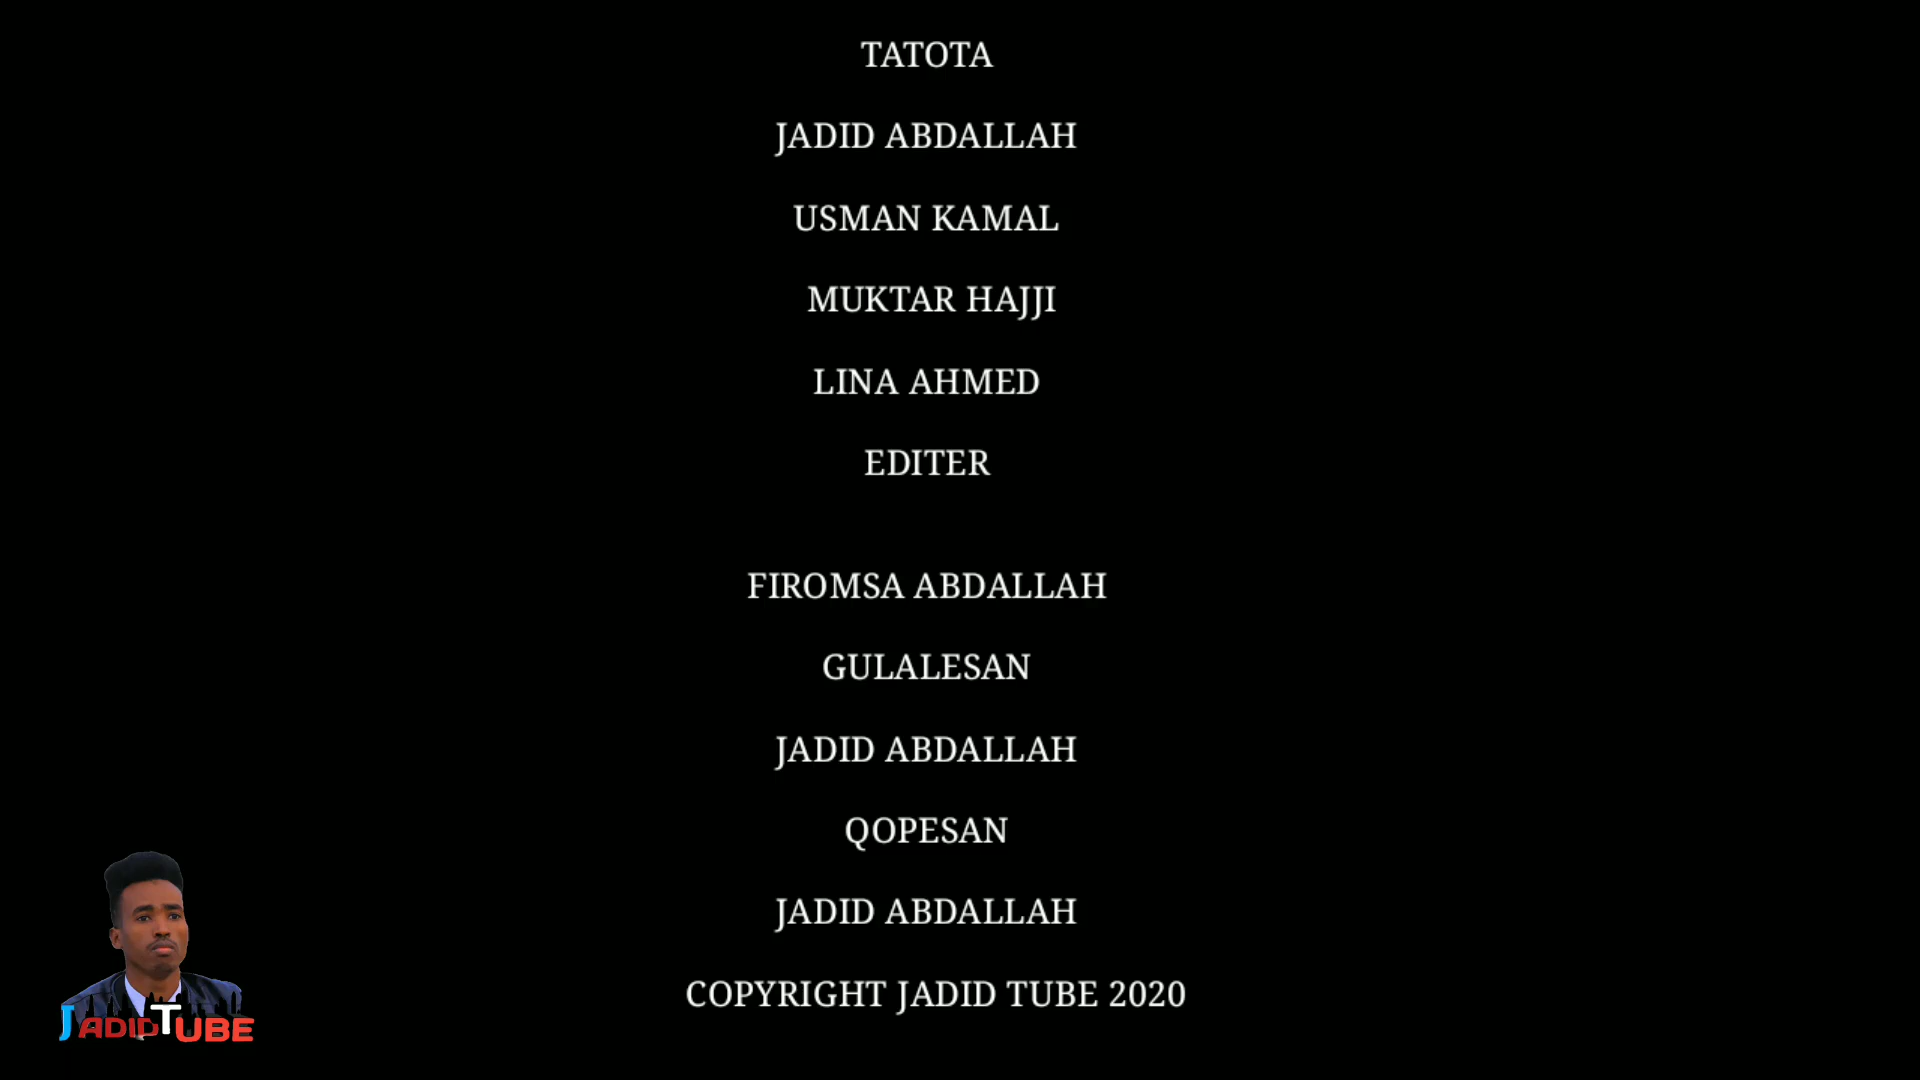 TATOTA
JADID ABDALLAH
USMAN KAMAL
MUKTAR HAJJI
LINA AHMED
EDITER
FIROMSA ABDALLAH
GULALESAN
JADID ABDALLAH
QOPESAN
JADID ABDALLAH
COPYRIGHT JADID TUBE 2020
JADIDTUBE